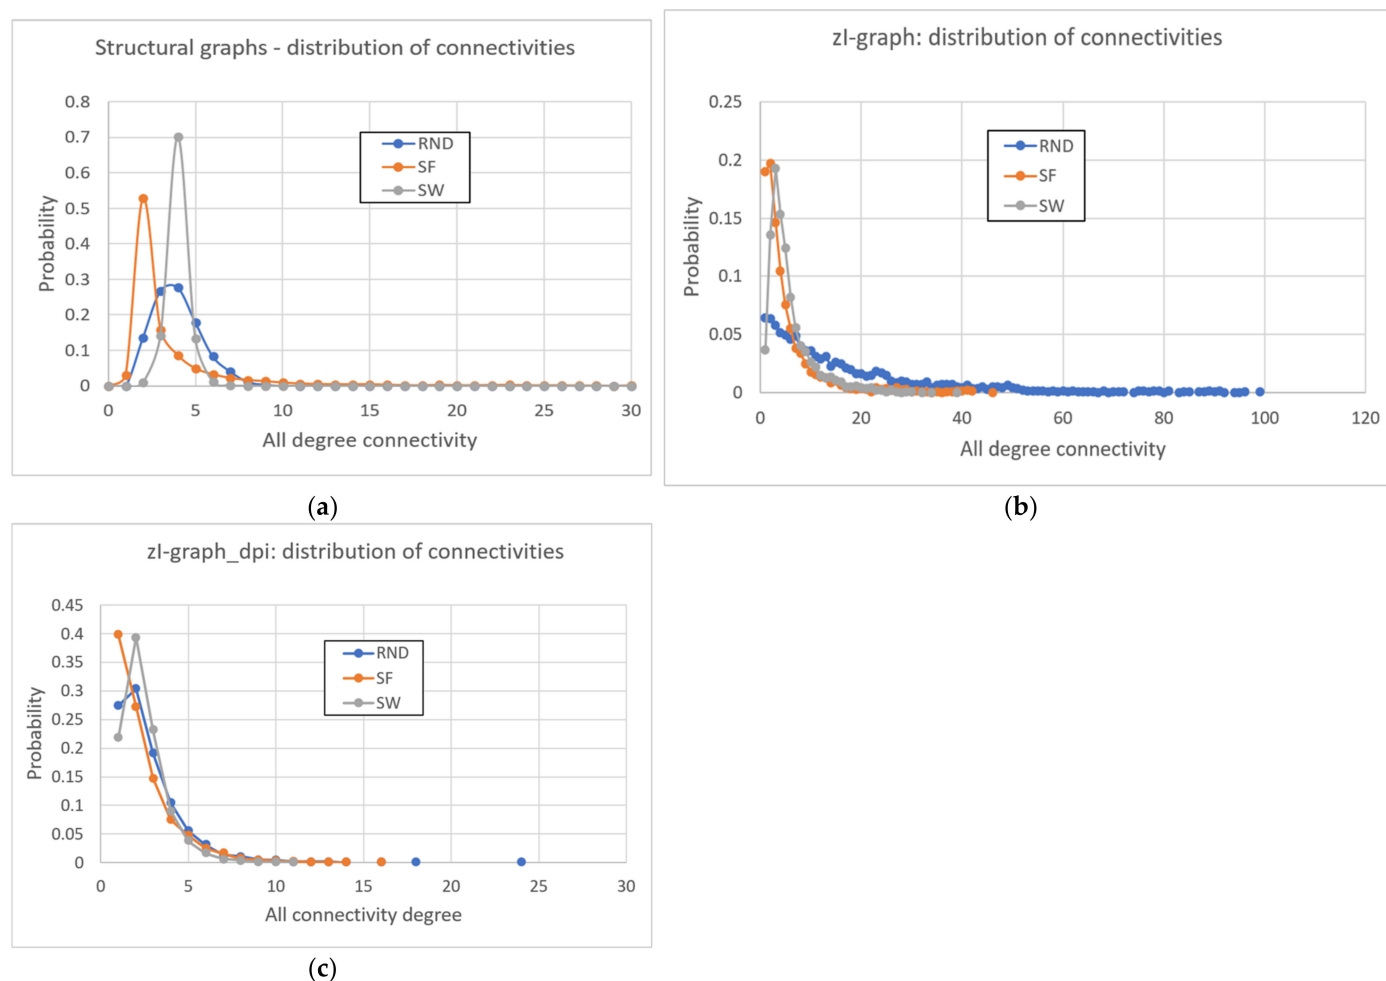 Structural graphs - distribution of connectivities
0.8
0.7
0.6
0.5
0.4
0.3
0.2
0.1
0
Probability
RND
SF
SW
0 5 10 15 20 25 30
All degree connectivity
(a)
zI-graph: distribution of connectivities
0.25
0.2
0.15
0.1
0.05
0
Probability
RND
SF
SW
0 20 40 60 80 100 120
All degree connectivity
(b)
zI-graph_dpi: distribution of connectivities
0.45
0.4
0.35
0.3
0.25
0.2
0.15
0.1
0.05
0
Probability
RND
SF
SW
0 5 10 15 20 25 30
All connectivity degree
(c)